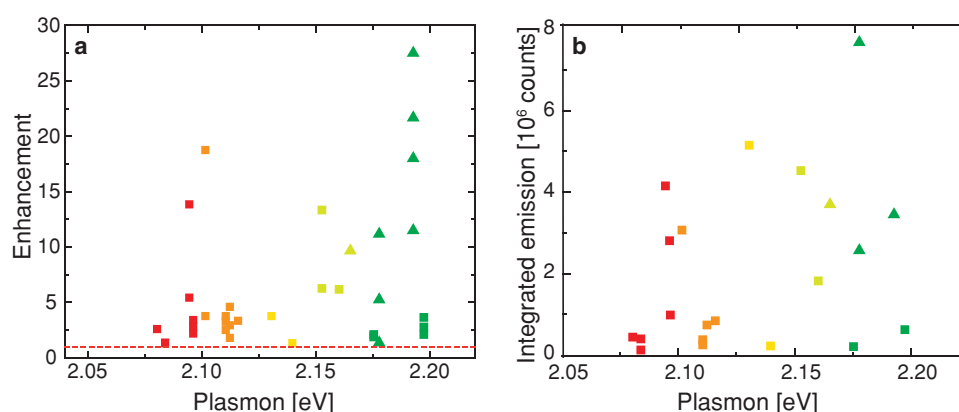 a
30
25
20
15
10
5
0
Enhancement
2.05 2.10 2.15 2.20
Plasmon [eV]
b
8
6
4
2
0
Integrated emission [10⁶ counts]
2.05 2.10 2.15 2.20
Plasmon [eV]